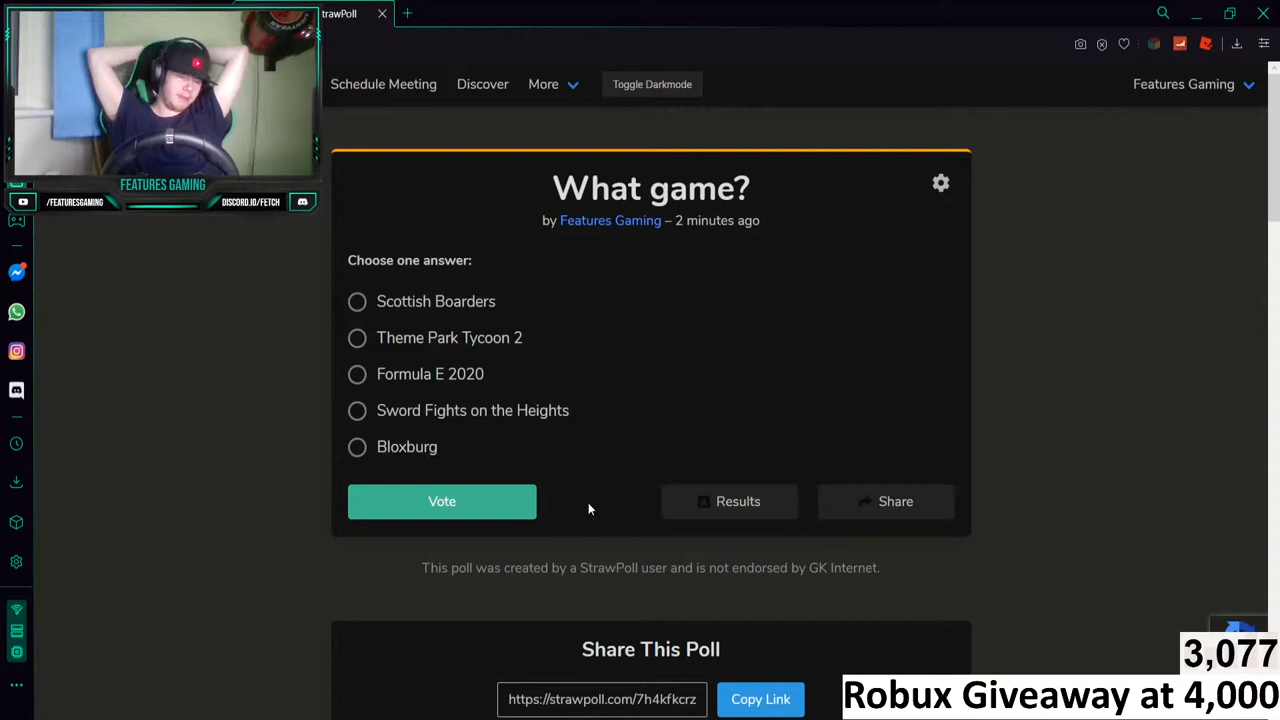 trawPoll
Schedule Meeting Discover More Toggle Darkmode Features Gaming
FEATURES GAMING
/FEATURESGAMING DISCORD.IO/FETCH
What game?
by Features Gaming – 2 minutes ago
Choose one answer:
Scottish Boarders
Theme Park Tycoon 2
Formula E 2020
Sword Fights on the Heights
Bloxburg
Vote Results Share
This poll was created by a StrawPoll user and is not endorsed by GK Internet.
Share This Poll
https://strawpoll.com/7h4kfkcrz Copy Link
3,077
Robux Giveaway at 4,000